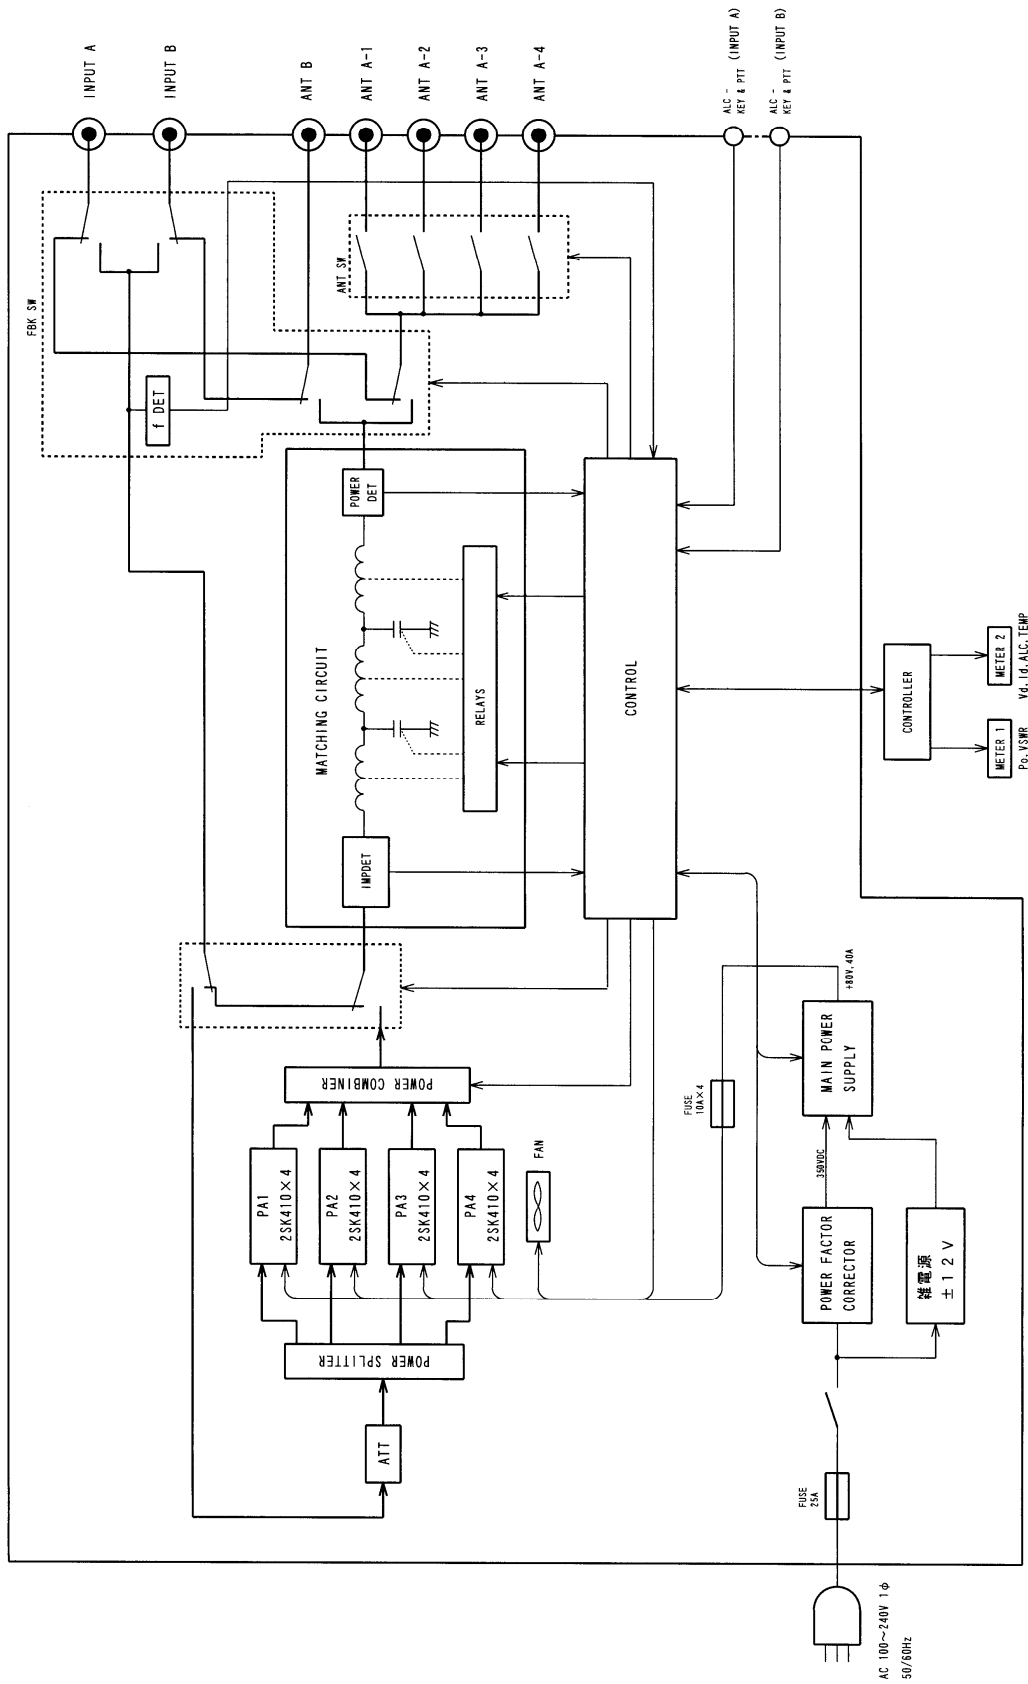 INPUT A
INPUT B
ANT B
ANT A-1
ANT A-2
ANT A-3
ANT A-4
ALC -
KEY & PTT (INPUT A)
ALC -
KEY & PTT (INPUT B)
FBK SW
ANT SW
f DET
POWER
DET
MATCHING CIRCUIT
RELAYS
IMPDET
CONTROL
CONTROLLER
METER 1
Po.VSWR
METER 2
Vd.Id.ALC.TEMP
POWER COMBINER
PA1
2SK410×4
PA2
2SK410×4
PA3
2SK410×4
PA4
2SK410×4
FAN
POWER SPLITTER
ATT
FUSE
10A×4
+80V.40A
MAIN POWER
SUPPLY
350VDC
POWER FACTOR
CORRECTOR
雑電源
±12V
FUSE
25A
AC 100~240V 1φ
50/60Hz